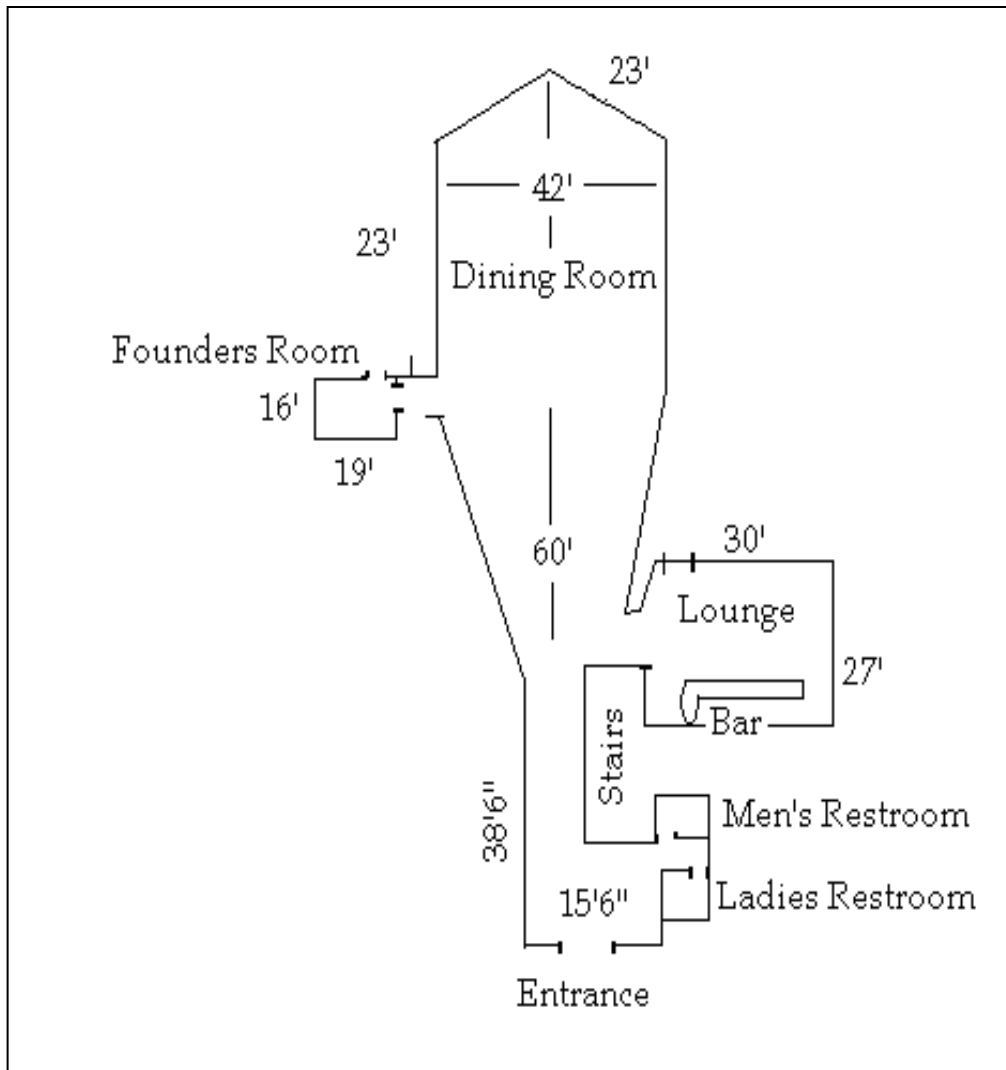 23'
42'
23'
Dining Room
Founders Room
16'
19'
60'
30'
Lounge
27'
Bar
Stairs
38'6"
Men's Restroom
15'6"
Ladies Restroom
Entrance